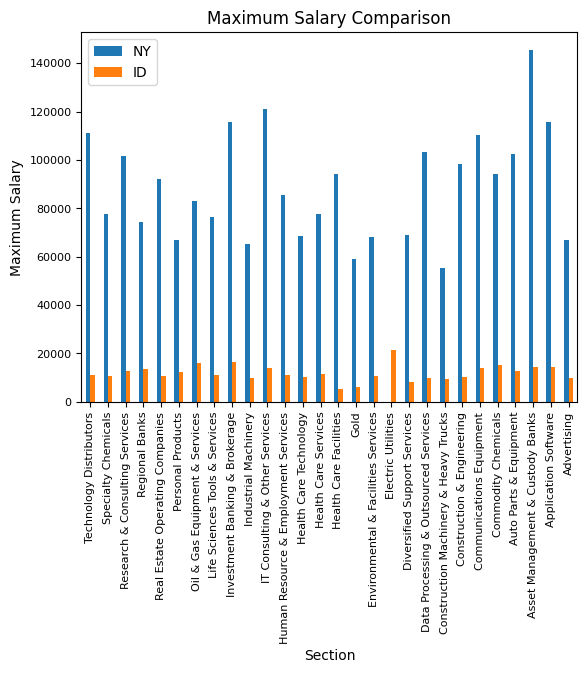 Maximum Salary Comparison
NY
ID
Maximum Salary
140000
120000
100000
80000
60000
40000
20000
0
Technology Distributors
Specialty Chemicals
Research & Consulting Services
Regional Banks
Real Estate Operating Companies
Personal Products
Oil & Gas Equipment & Services
Life Sciences Tools & Services
Investment Banking & Brokerage
Industrial Machinery
IT Consulting & Other Services
Human Resource & Employment Services
Health Care Technology
Health Care Services
Health Care Facilities
Gold
Environmental & Facilities Services
Electric Utilities
Diversified Support Services
Data Processing & Outsourced Services
Construction Machinery & Heavy Trucks
Construction & Engineering
Communications Equipment
Commodity Chemicals
Auto Parts & Equipment
Asset Management & Custody Banks
Application Software
Advertising
Section